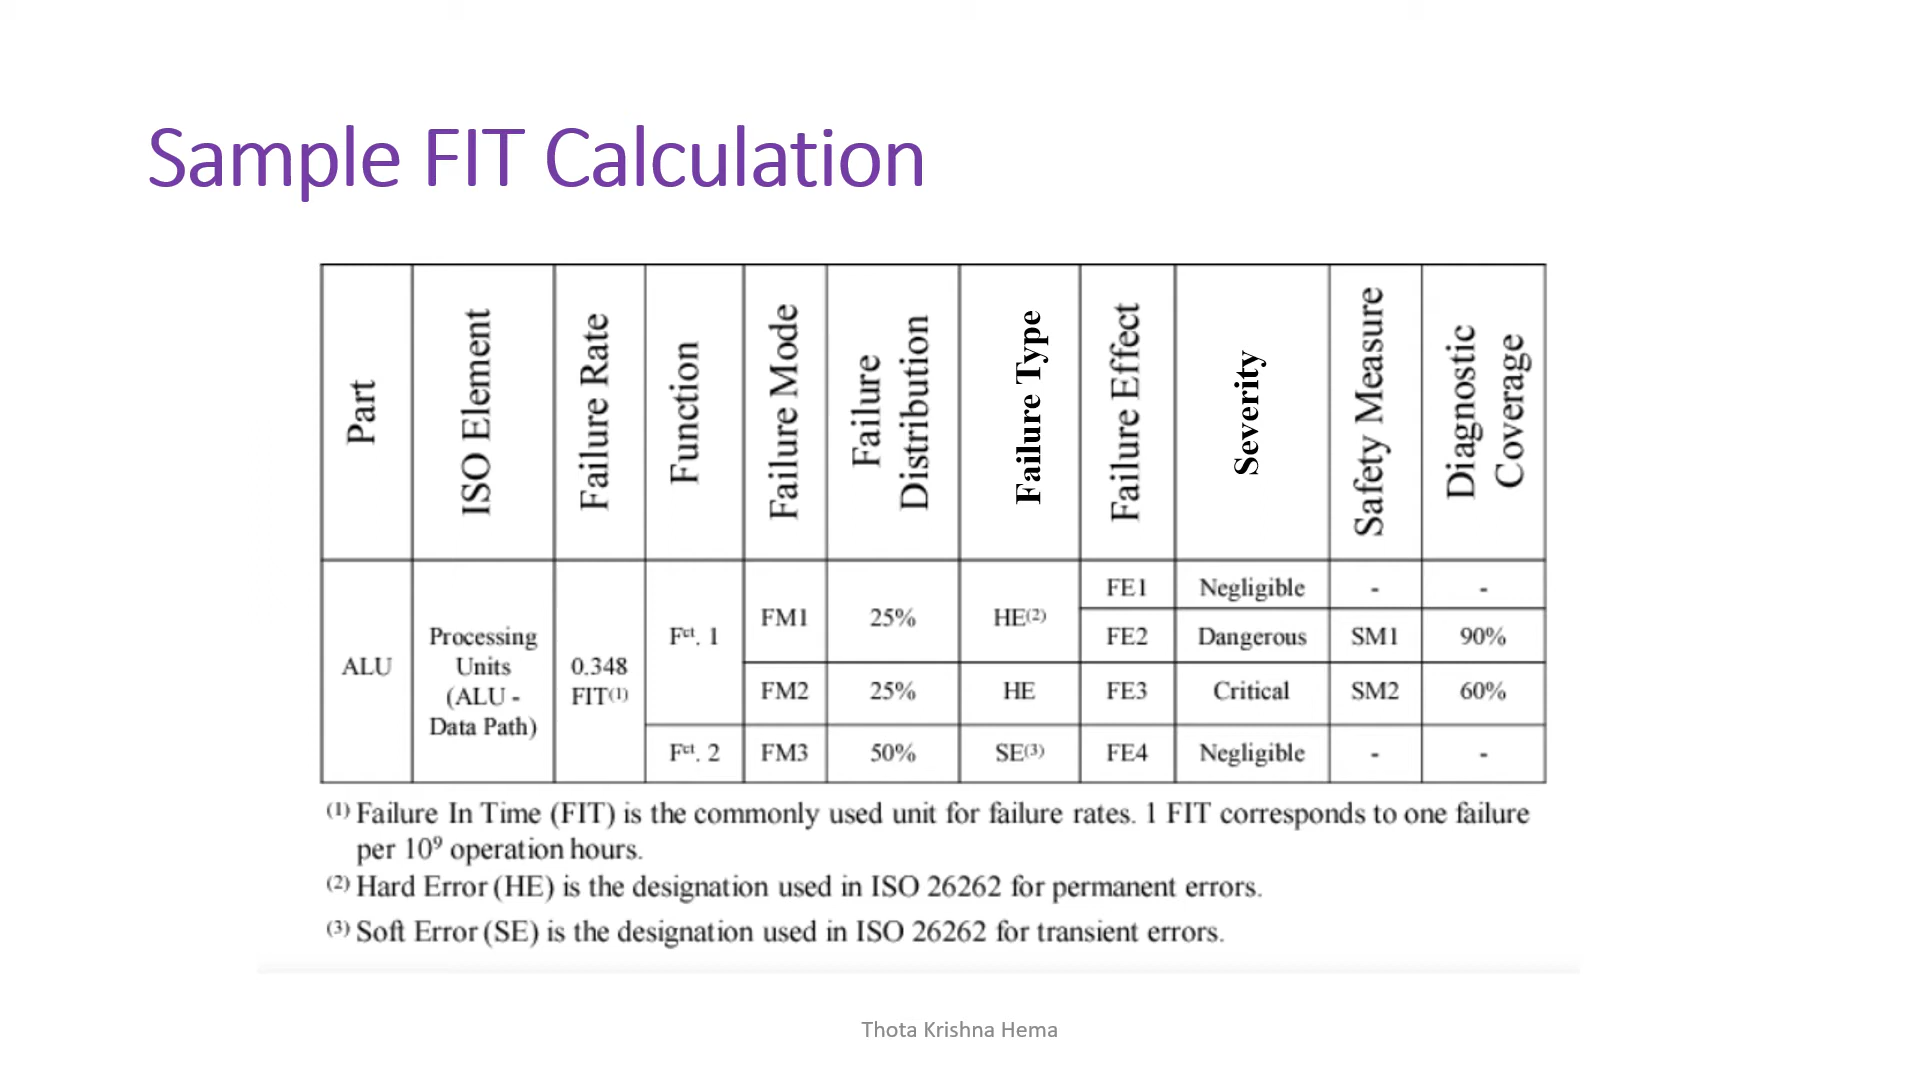 Sample FIT Calculation
Part
ISO Element
Failure Rate
Function
Failure Mode
Failure
Distribution
Failure Type
Failure Effect
Severity
Safety Measure
Diagnostic
Coverage
ALU
Processing
Units
(ALU -
Data Path)
0.348
FIT⁽¹⁾
Fᶜᵗ. 1
FM1
25%
HE⁽²⁾
FE1
Negligible
-
-
FE2
Dangerous
SM1
90%
FM2
25%
HE
FE3
Critical
SM2
60%
Fᶜᵗ. 2
FM3
50%
SE⁽³⁾
FE4
Negligible
-
-
⁽¹⁾ Failure In Time (FIT) is the commonly used unit for failure rates. 1 FIT corresponds to one failure
per 10⁹ operation hours.
⁽²⁾ Hard Error (HE) is the designation used in ISO 26262 for permanent errors.
⁽³⁾ Soft Error (SE) is the designation used in ISO 26262 for transient errors.
Thota Krishna Hema